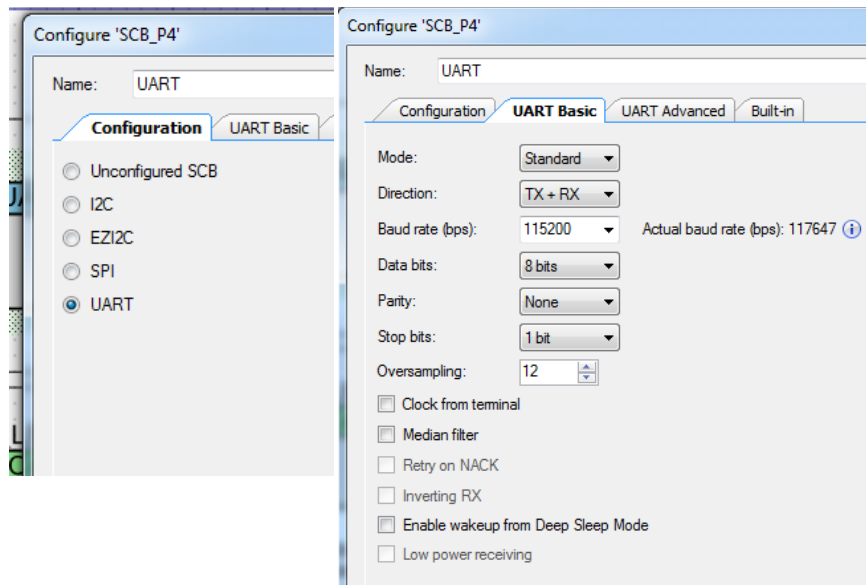 Configure 'SCB_P4'
Name: UART
Configuration UART Basic
Unconfigured SCB
I2C
EZI2C
SPI
UART
Configure 'SCB_P4'
Name: UART
Configuration UART Basic UART Advanced Built-in
Mode: Standard
Direction: TX + RX
Baud rate (bps): 115200 Actual baud rate (bps): 117647
Data bits: 8 bits
Parity: None
Stop bits: 1 bit
Oversampling: 12
Clock from terminal
Median filter
Retry on NACK
Inverting RX
Enable wakeup from Deep Sleep Mode
Low power receiving